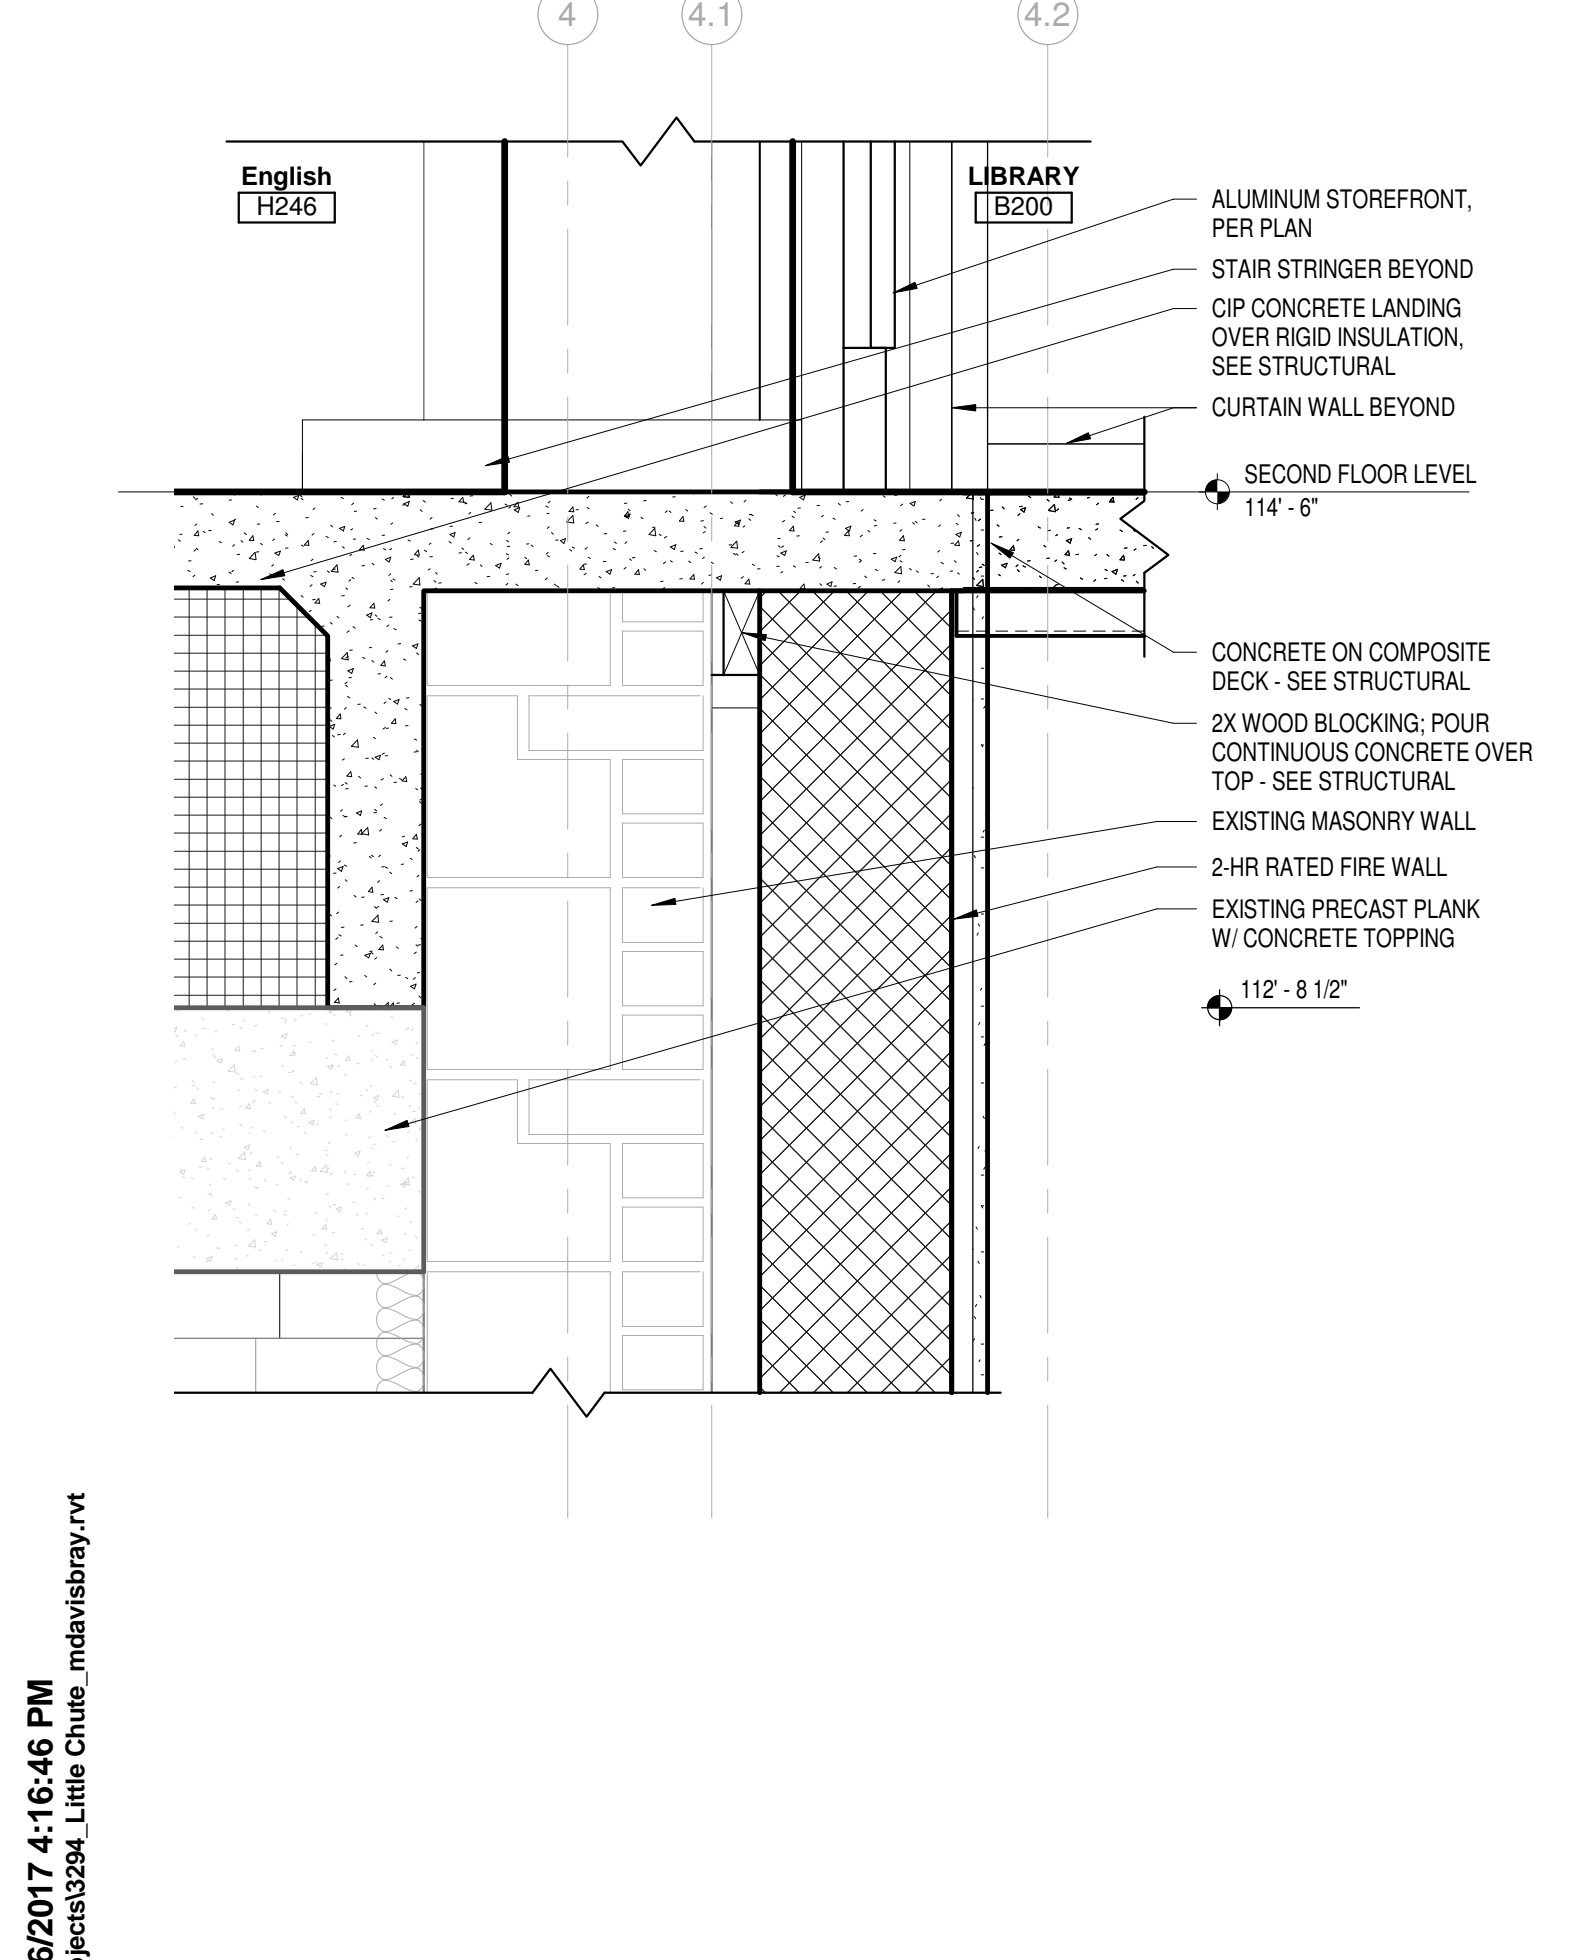 4
4.1
4.2
English
H246
LIBRARY
B200
ALUMINUM STOREFRONT,
PER PLAN
STAIR STRINGER BEYOND
CIP CONCRETE LANDING
OVER RIGID INSULATION,
SEE STRUCTURAL
CURTAIN WALL BEYOND
SECOND FLOOR LEVEL
114' - 6"
CONCRETE ON COMPOSITE
DECK - SEE STRUCTURAL
2X WOOD BLOCKING; POUR
CONTINUOUS CONCRETE OVER
TOP - SEE STRUCTURAL
EXISTING MASONRY WALL
2-HR RATED FIRE WALL
EXISTING PRECAST PLANK
W/ CONCRETE TOPPING
112' - 8 1/2"
6/2017 4:16:46 PM
jects\3294_Little Chute_mdavisbray.rvt